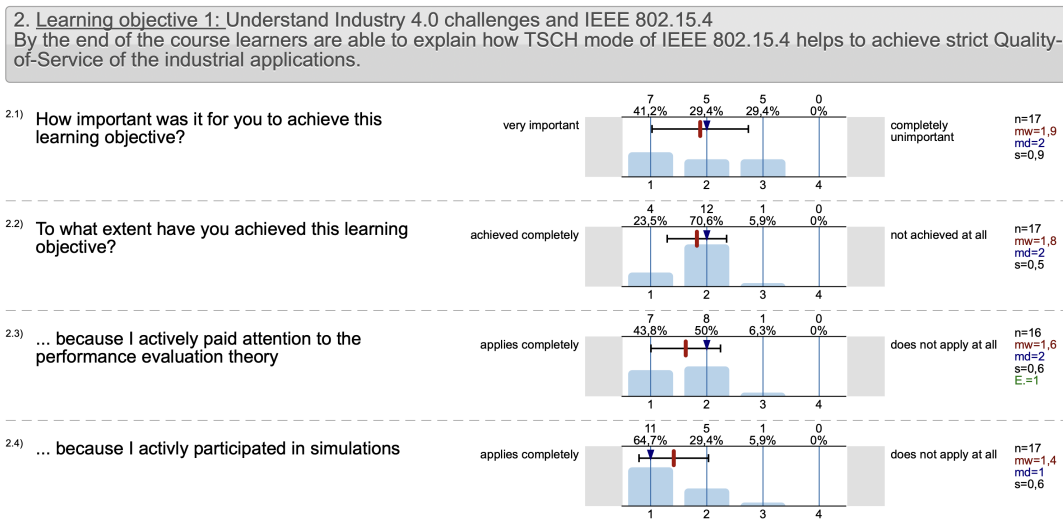 2. Learning objective 1: Understand Industry 4.0 challenges and IEEE 802.15.4
By the end of the course learners are able to explain how TSCH mode of IEEE 802.15.4 helps to achieve strict Quality-
of-Service of the industrial applications.
2.1) How important was it for you to achieve this
learning objective?
7 5 5 0
41,2% 29,4% 29,4% 0%
very important
completely
unimportant
n=17
mw=1,9
md=2
s=0,9
1 2 3 4
2.2) To what extent have you achieved this learning
objective?
4 12 1 0
23,5% 70,6% 5,9% 0%
achieved completely
not achieved at all
n=17
mw=1,8
md=2
s=0,5
1 2 3 4
2.3) ... because I actively paid attention to the
performance evaluation theory
7 8 1 0
43,8% 50% 6,3% 0%
applies completely
does not apply at all
n=16
mw=1,6
md=2
s=0,6
E.=1
1 2 3 4
2.4) ... because I activly participated in simulations
11 5 1 0
64,7% 29,4% 5,9% 0%
applies completely
does not apply at all
n=17
mw=1,4
md=1
s=0,6
1 2 3 4